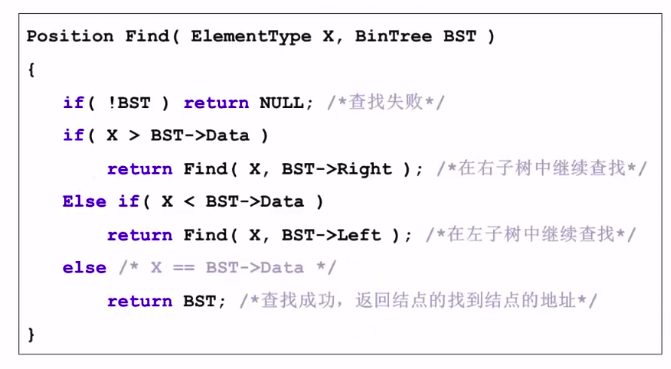 Position Find( ElementType X, BinTree BST )
{
if( !BST ) return NULL; /*查找失败*/
if( X > BST->Data )
return Find( X, BST->Right ); /*在右子树中继续查找*/
Else if( X < BST->Data )
return Find( X, BST->Left ); /*在左子树中继续查找*/
else /* X == BST->Data */
return BST; /*查找成功，返回结点的找到结点的地址*/
}